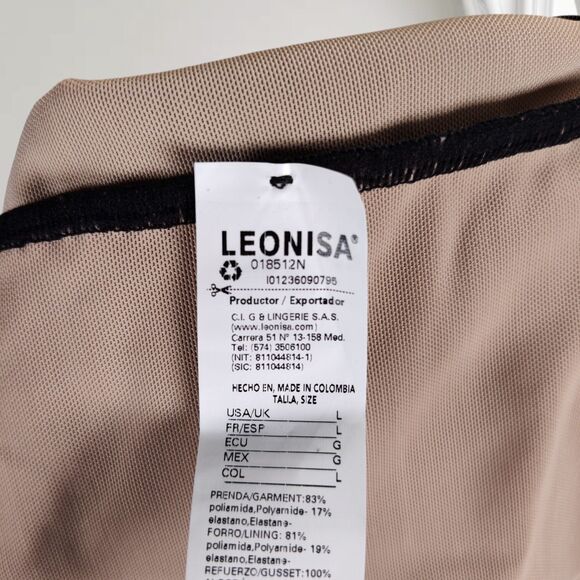 LEONISA®
018512N
I01236090795
Productor / Exportador
C.I. G & LINGERIE S.A.S.
(www.leonisa.com)
Carrera 51 N° 13-158 Med.
Tel: (574) 3506100
(NIT: 811044814-1)
(SIC: 811044814)
HECHO EN, MADE IN COLOMBIA
TALLA, SIZE
USA/UK L
FR/ESP L
ECU G
MEX G
COL L
PRENDA/GARMENT:83%
poliamida,Polyamide- 17%
elastano,Elastane-
FORRO/LINING: 81%
poliamida,Polyamide- 19%
elastano,Elastane-
REFUERZO/GUSSET:100%